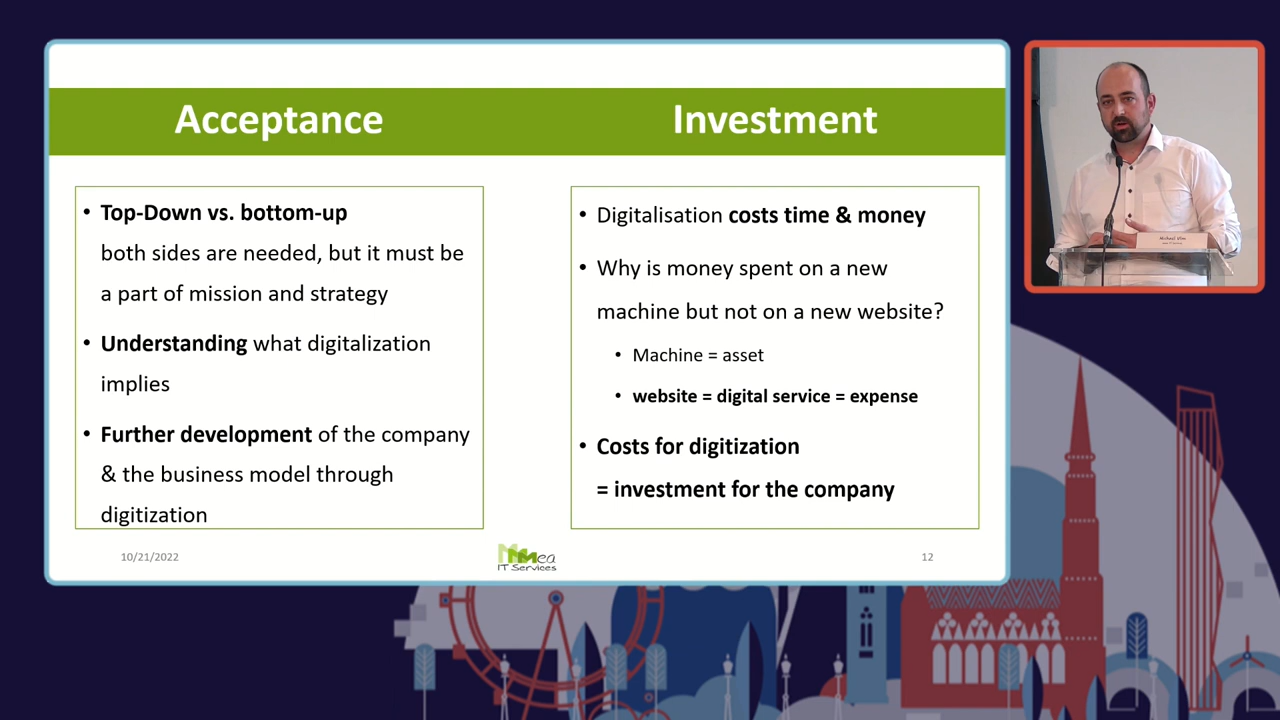 Acceptance
Investment
• Top-Down vs. bottom-up
both sides are needed, but it must be
a part of mission and strategy
• Understanding what digitalization
implies
• Further development of the company
& the business model through
digitization
• Digitalisation costs time & money
• Why is money spent on a new
machine but not on a new website?
• Machine = asset
• website = digital service = expense
• Costs for digitization
= investment for the company
10/21/2022
Mea
IT Services
12
Michael